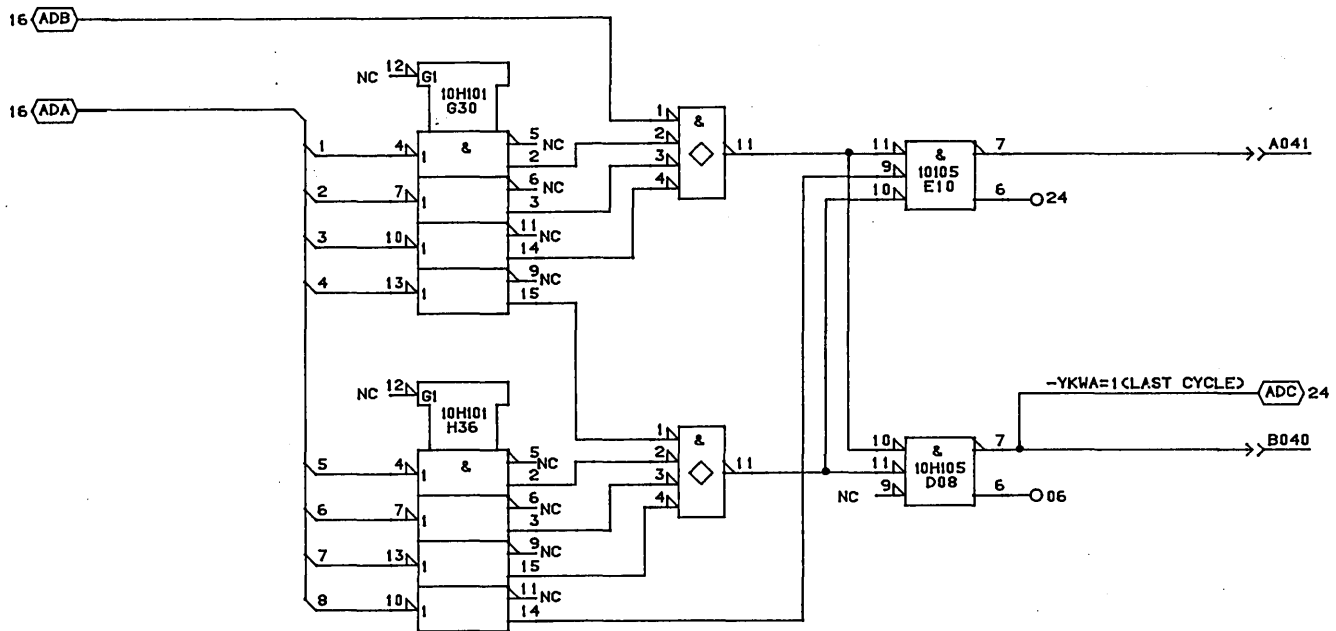 16 ADB
NC 12 G1
10H101
G30
16 ADA
1 4 1 & 5 NC
2
2 7 1 6 NC
3
3 10 1 11 NC
14
4 13 1 9 NC
15
1 &
2
3
4
11
11 & 7 A041
9 10105
10 E10 6 24
NC 12 G1
10H101
H36
5 4 1 & 5 NC
2
6 7 1 6 NC
3
7 13 1 9 NC
15
8 10 1 11 NC
14
1 &
2
3
4
11
-YKWA=1(LAST CYCLE) ADC 24
10 & 7 B040
11 10H105
NC 9 D08 6 06